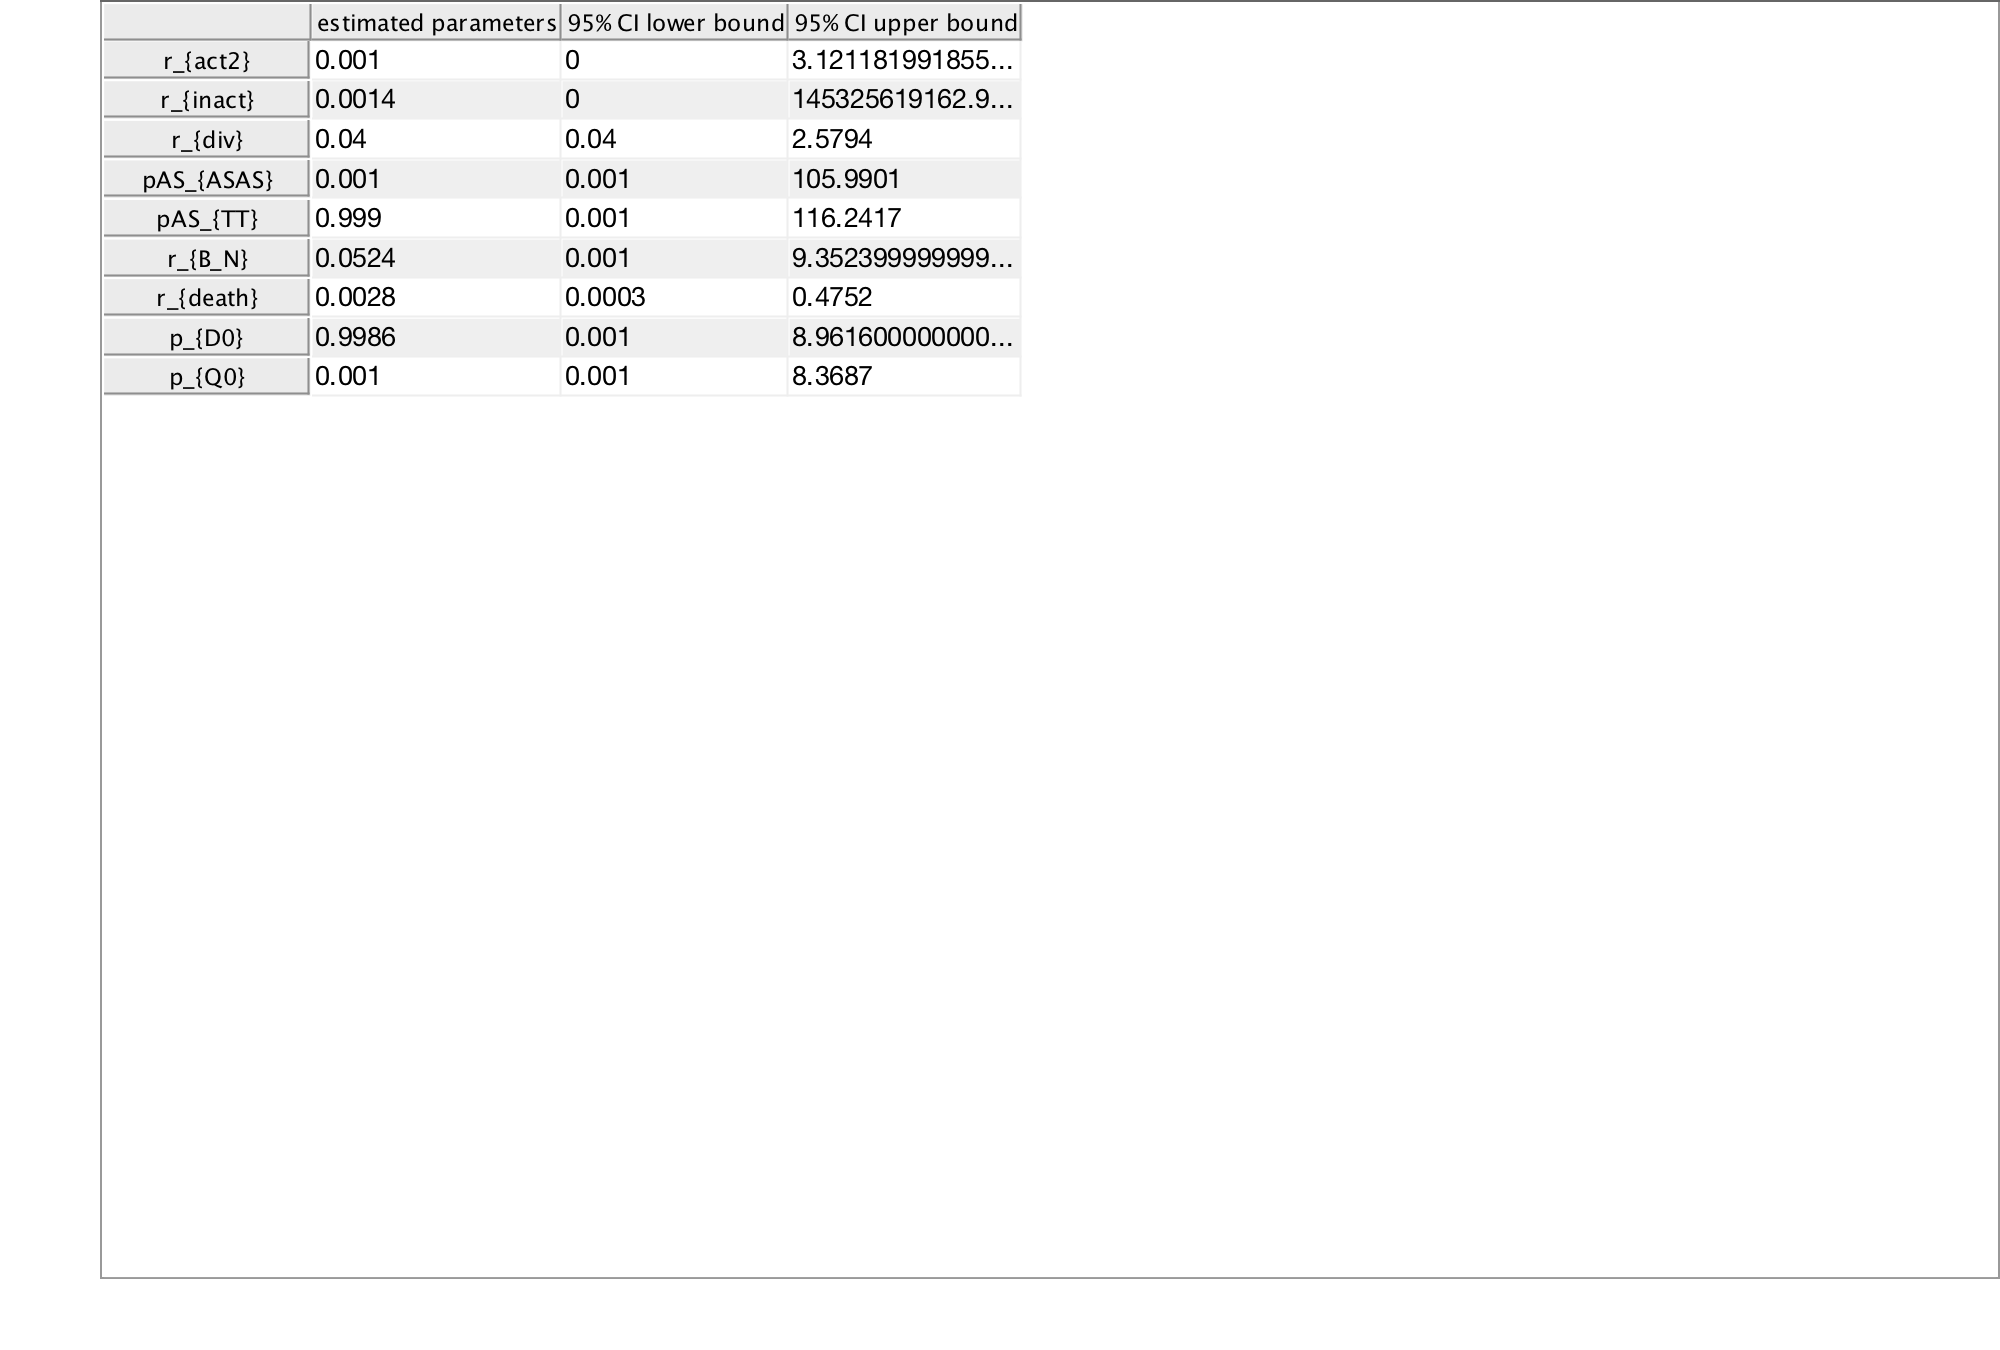 estimated parameters 95% CI lower bound 95% CI upper bound
r_{act2} 0.001 0 3.121181991855...
r_{inact} 0.0014 0 145325619162.9...
r_{div} 0.04 0.04 2.5794
pAS_{ASAS} 0.001 0.001 105.9901
pAS_{TT} 0.999 0.001 116.2417
r_{B_N} 0.0524 0.001 9.352399999999...
r_{death} 0.0028 0.0003 0.4752
p_{D0} 0.9986 0.001 8.961600000000...
p_{Q0} 0.001 0.001 8.3687